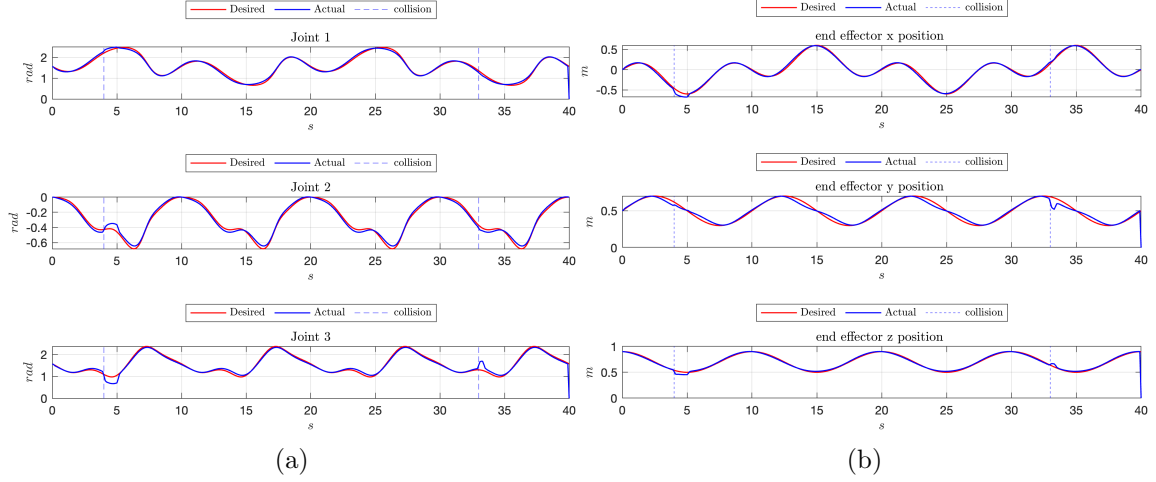 Desired Actual collision
Joint 1
rad
2
1
0
0 5 10 15 20 25 30 35 40
s
Desired Actual collision
Joint 2
rad
0
-0.2
-0.4
-0.6
0 5 10 15 20 25 30 35 40
s
Desired Actual collision
Joint 3
rad
2
1
0
0 5 10 15 20 25 30 35 40
s
(a)
Desired Actual collision
end effector x position
m
0.5
0
-0.5
0 5 10 15 20 25 30 35 40
s
Desired Actual collision
end effector y position
m
0.5
0
0 5 10 15 20 25 30 35 40
s
Desired Actual collision
end effector z position
m
1
0.5
0
0 5 10 15 20 25 30 35 40
s
(b)